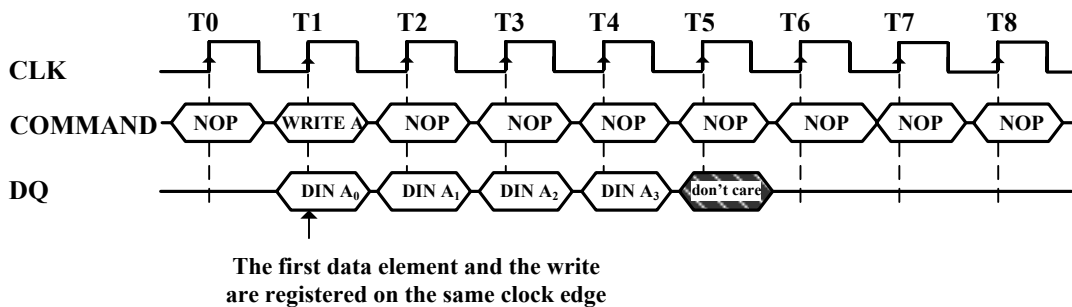 T0 T1 T2 T3 T4 T5 T6 T7 T8
CLK
COMMAND NOP WRITE A NOP NOP NOP NOP NOP NOP NOP
DQ DIN A₀ DIN A₁ DIN A₂ DIN A₃ don't care
The first data element and the write
are registered on the same clock edge